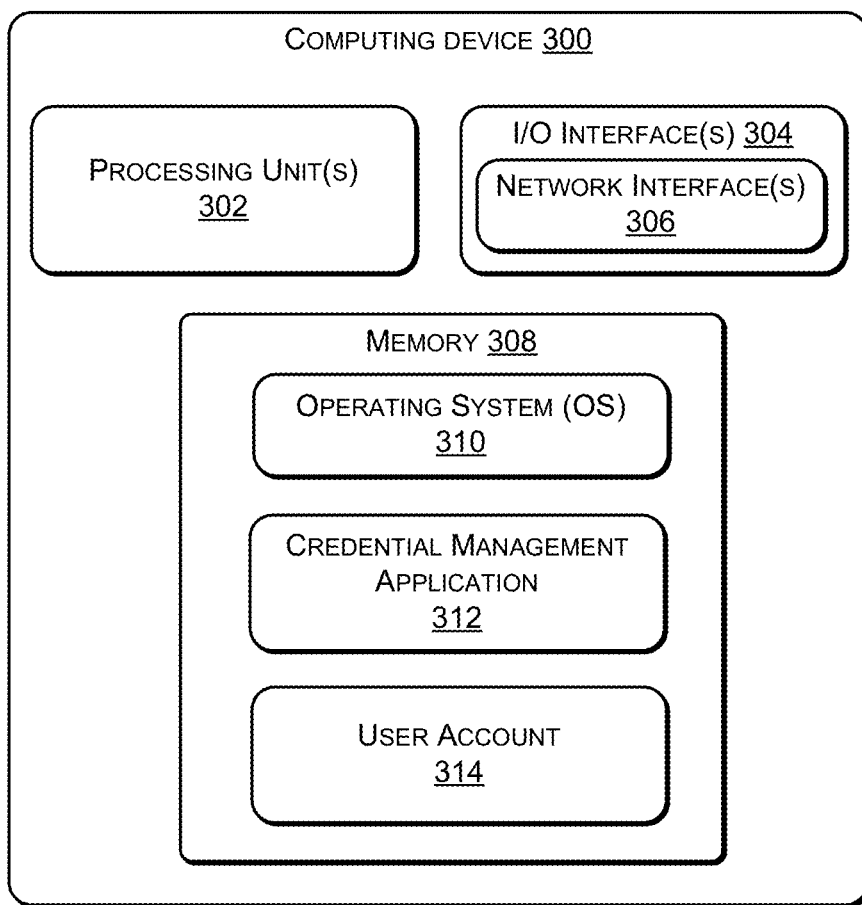 COMPUTING DEVICE 300
PROCESSING UNIT(S)
302
I/O INTERFACE(S) 304
NETWORK INTERFACE(S)
306
MEMORY 308
OPERATING SYSTEM (OS)
310
CREDENTIAL MANAGEMENT
APPLICATION
312
USER ACCOUNT
314